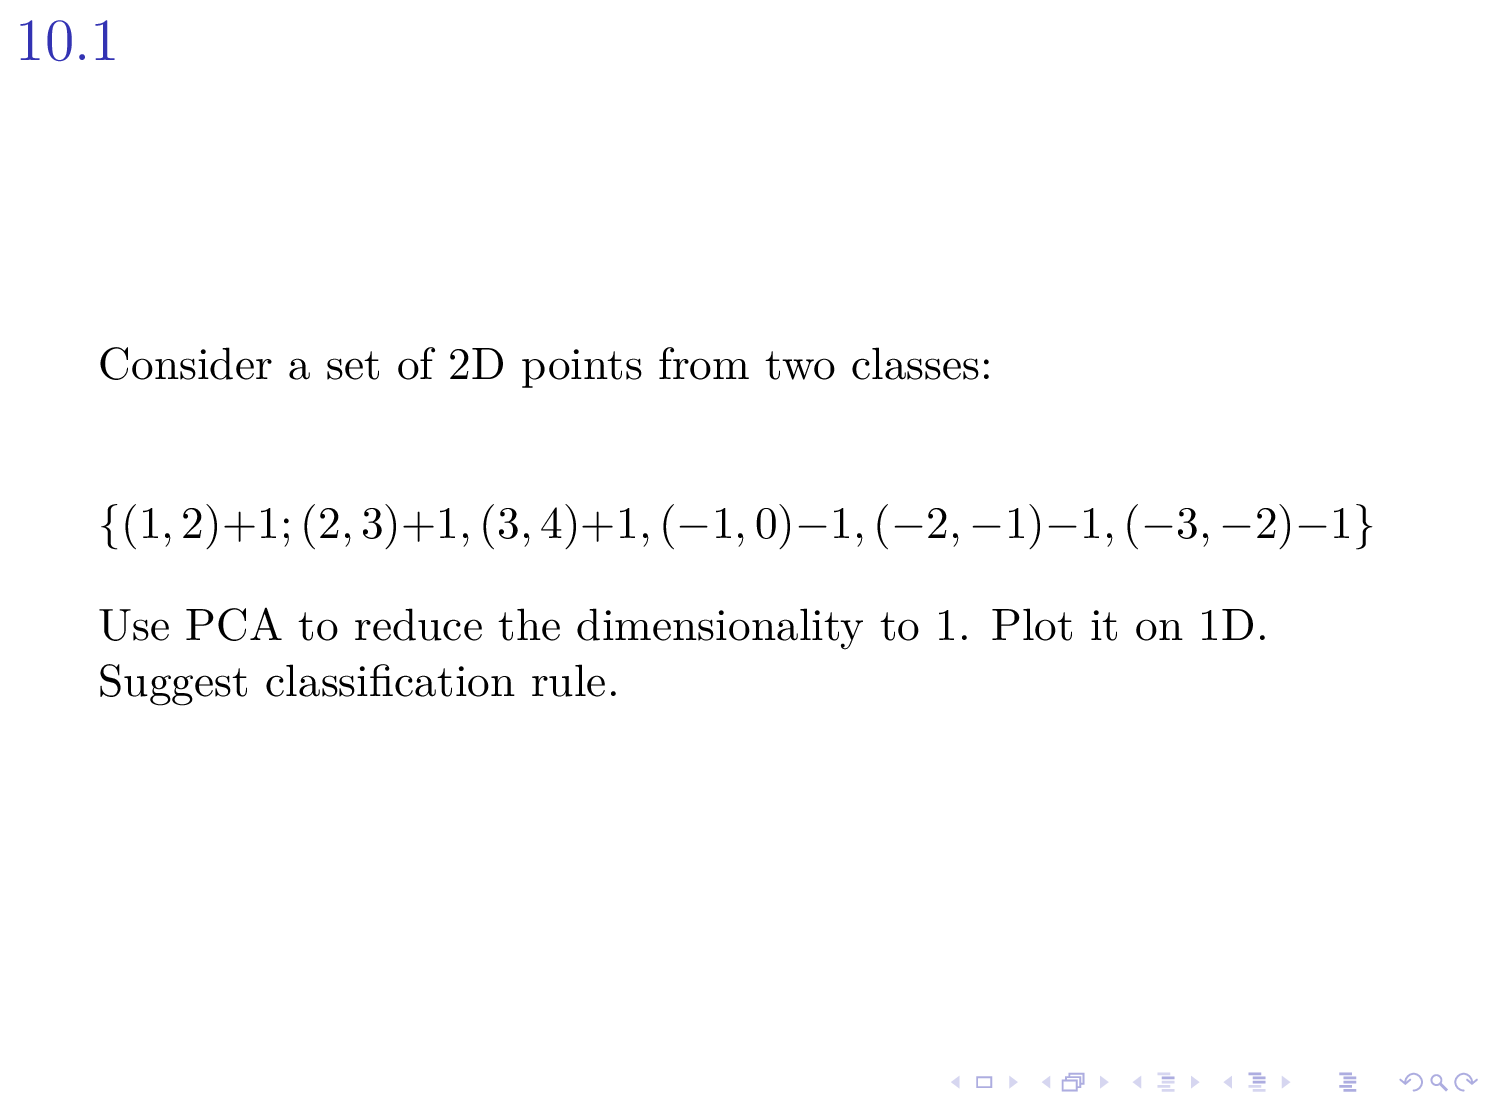 10.1
Consider a set of 2D points from two classes:
{(1, 2)+1; (2, 3)+1, (3, 4)+1, (−1, 0)−1, (−2, −1)−1, (−3, −2)−1}
Use PCA to reduce the dimensionality to 1. Plot it on 1D.
Suggest classification rule.